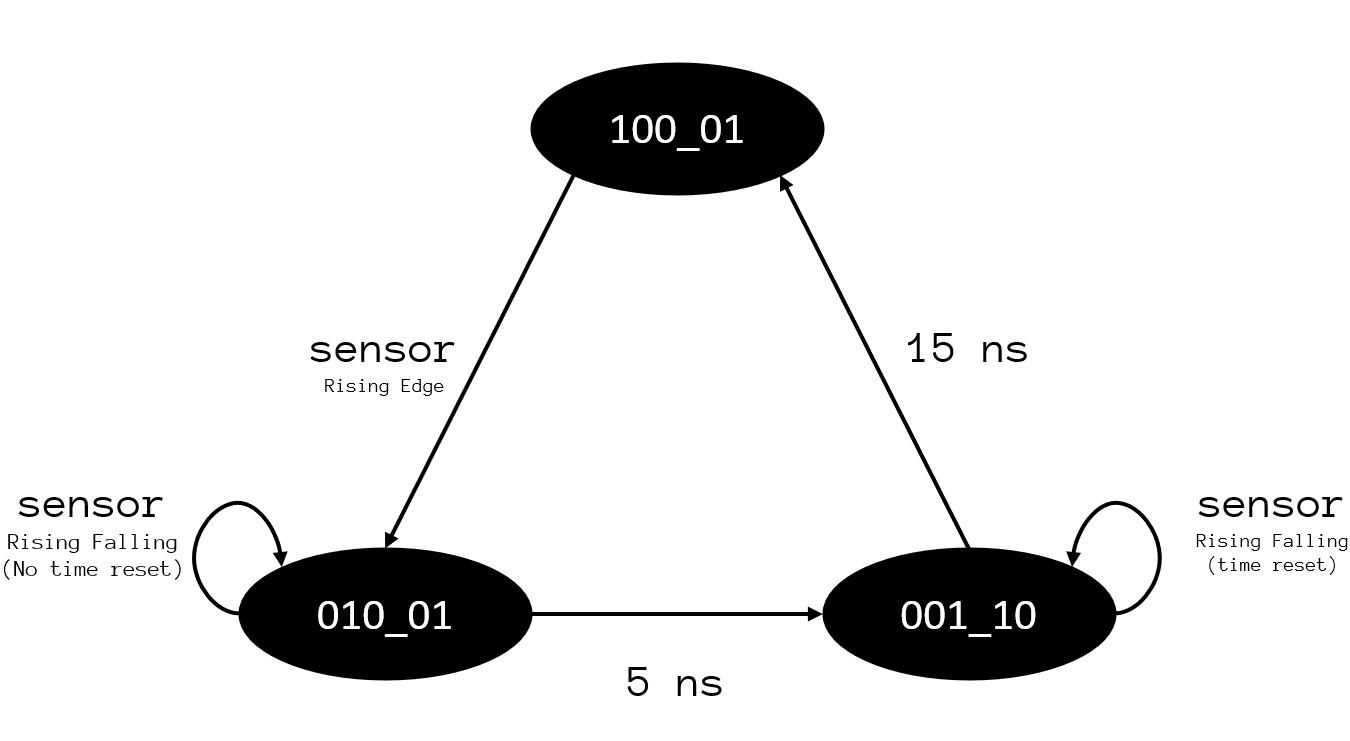 100_01
sensor
Rising Edge
15 ns
sensor
Rising Falling
(No time reset)
sensor
Rising Falling
(time reset)
010_01
001_10
5 ns